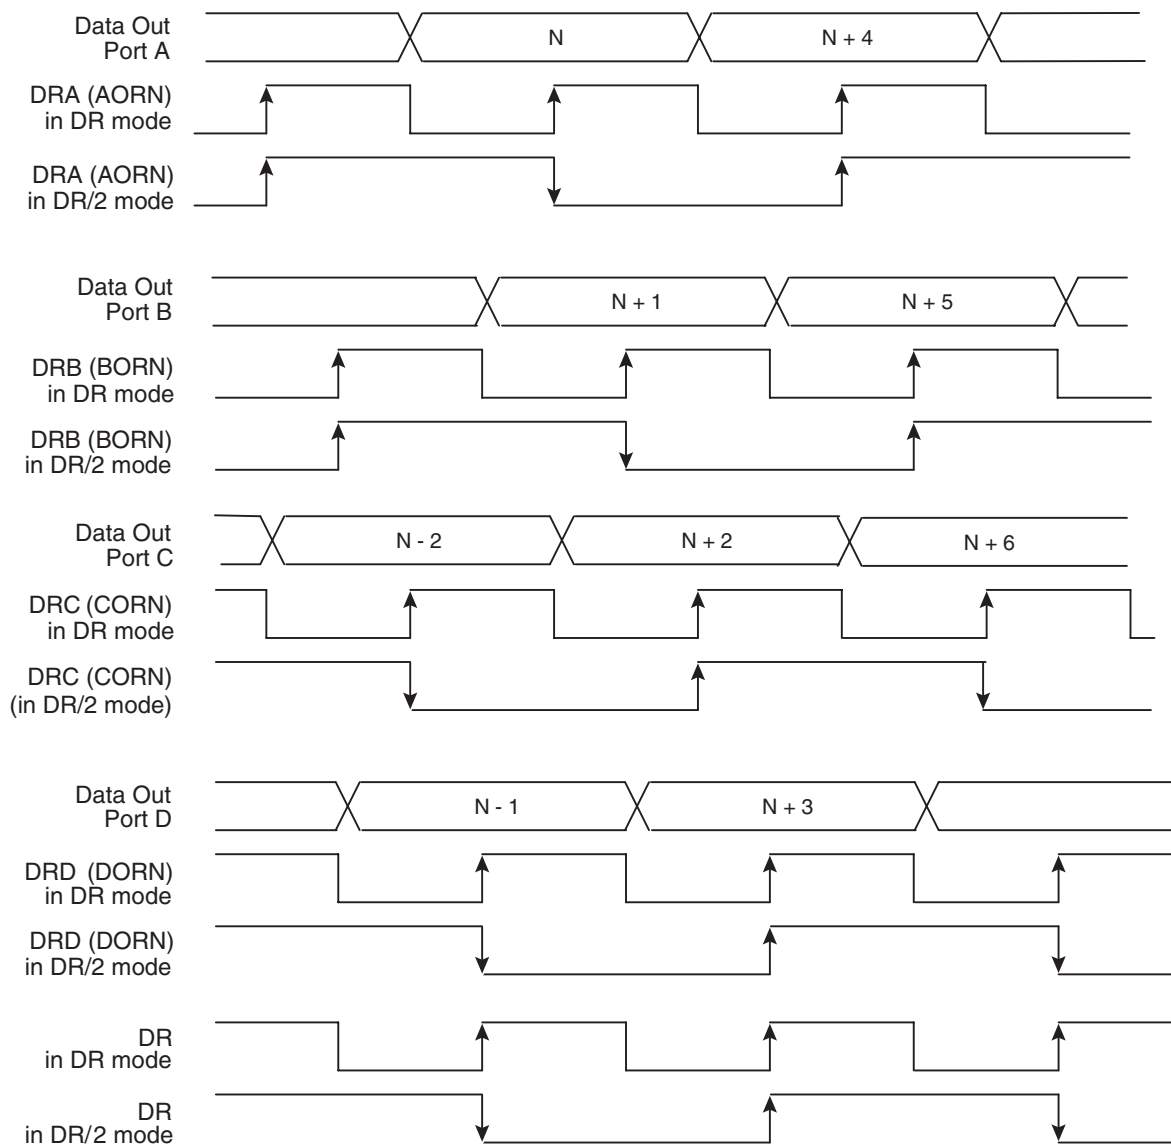 Data Out
Port A
N
N + 4
DRA (AORN)
in DR mode
DRA (AORN)
in DR/2 mode
Data Out
Port B
N + 1
N + 5
DRB (BORN)
in DR mode
DRB (BORN)
in DR/2 mode
Data Out
Port C
N - 2
N + 2
N + 6
DRC (CORN)
in DR mode
DRC (CORN)
(in DR/2 mode)
Data Out
Port D
N - 1
N + 3
DRD (DORN)
in DR mode
DRD (DORN)
in DR/2 mode
DR
in DR mode
DR
in DR/2 mode